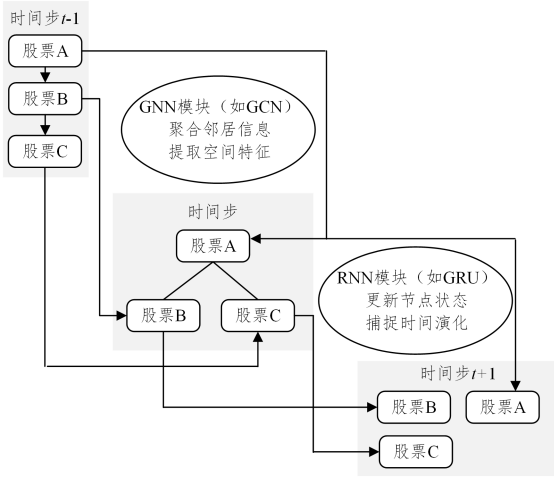 时间步t-1
股票A
股票B
股票C
GNN模块（如GCN）
聚合邻居信息
提取空间特征
时间步
股票A
股票B
股票C
RNN模块（如GRU）
更新节点状态
捕捉时间演化
时间步t+1
股票B
股票A
股票C